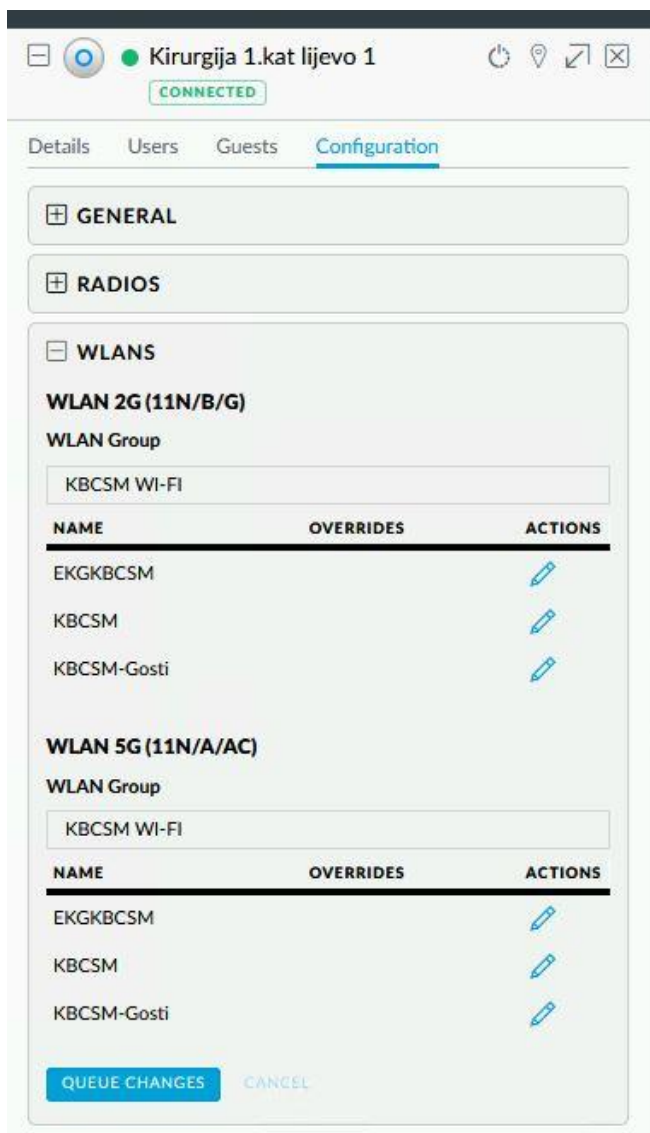 Kirurgija 1.kat lijevo 1
CONNECTED
Details Users Guests Configuration
GENERAL
RADIOS
WLANS
WLAN 2G (11N/B/G)
WLAN Group
KBCSM WI-FI
NAME OVERRIDES ACTIONS
EKGKBCSM
KBCSM
KBCSM-Gosti
WLAN 5G (11N/A/AC)
WLAN Group
KBCSM WI-FI
NAME OVERRIDES ACTIONS
EKGKBCSM
KBCSM
KBCSM-Gosti
QUEUE CHANGES CANCEL